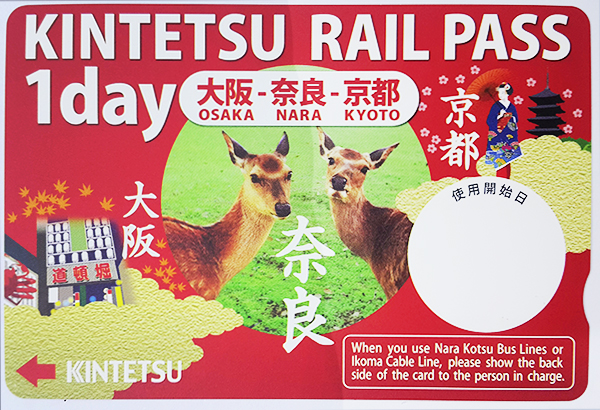 KINTETSU RAIL PASS
1day
大阪-奈良-京都
OSAKA NARA KYOTO
京都
大阪
奈良
使用開始日
道頓堀
When you use Nara Kotsu Bus Lines or
Ikoma Cable Line, please show the back
side of the card to the person in charge.
KINTETSU